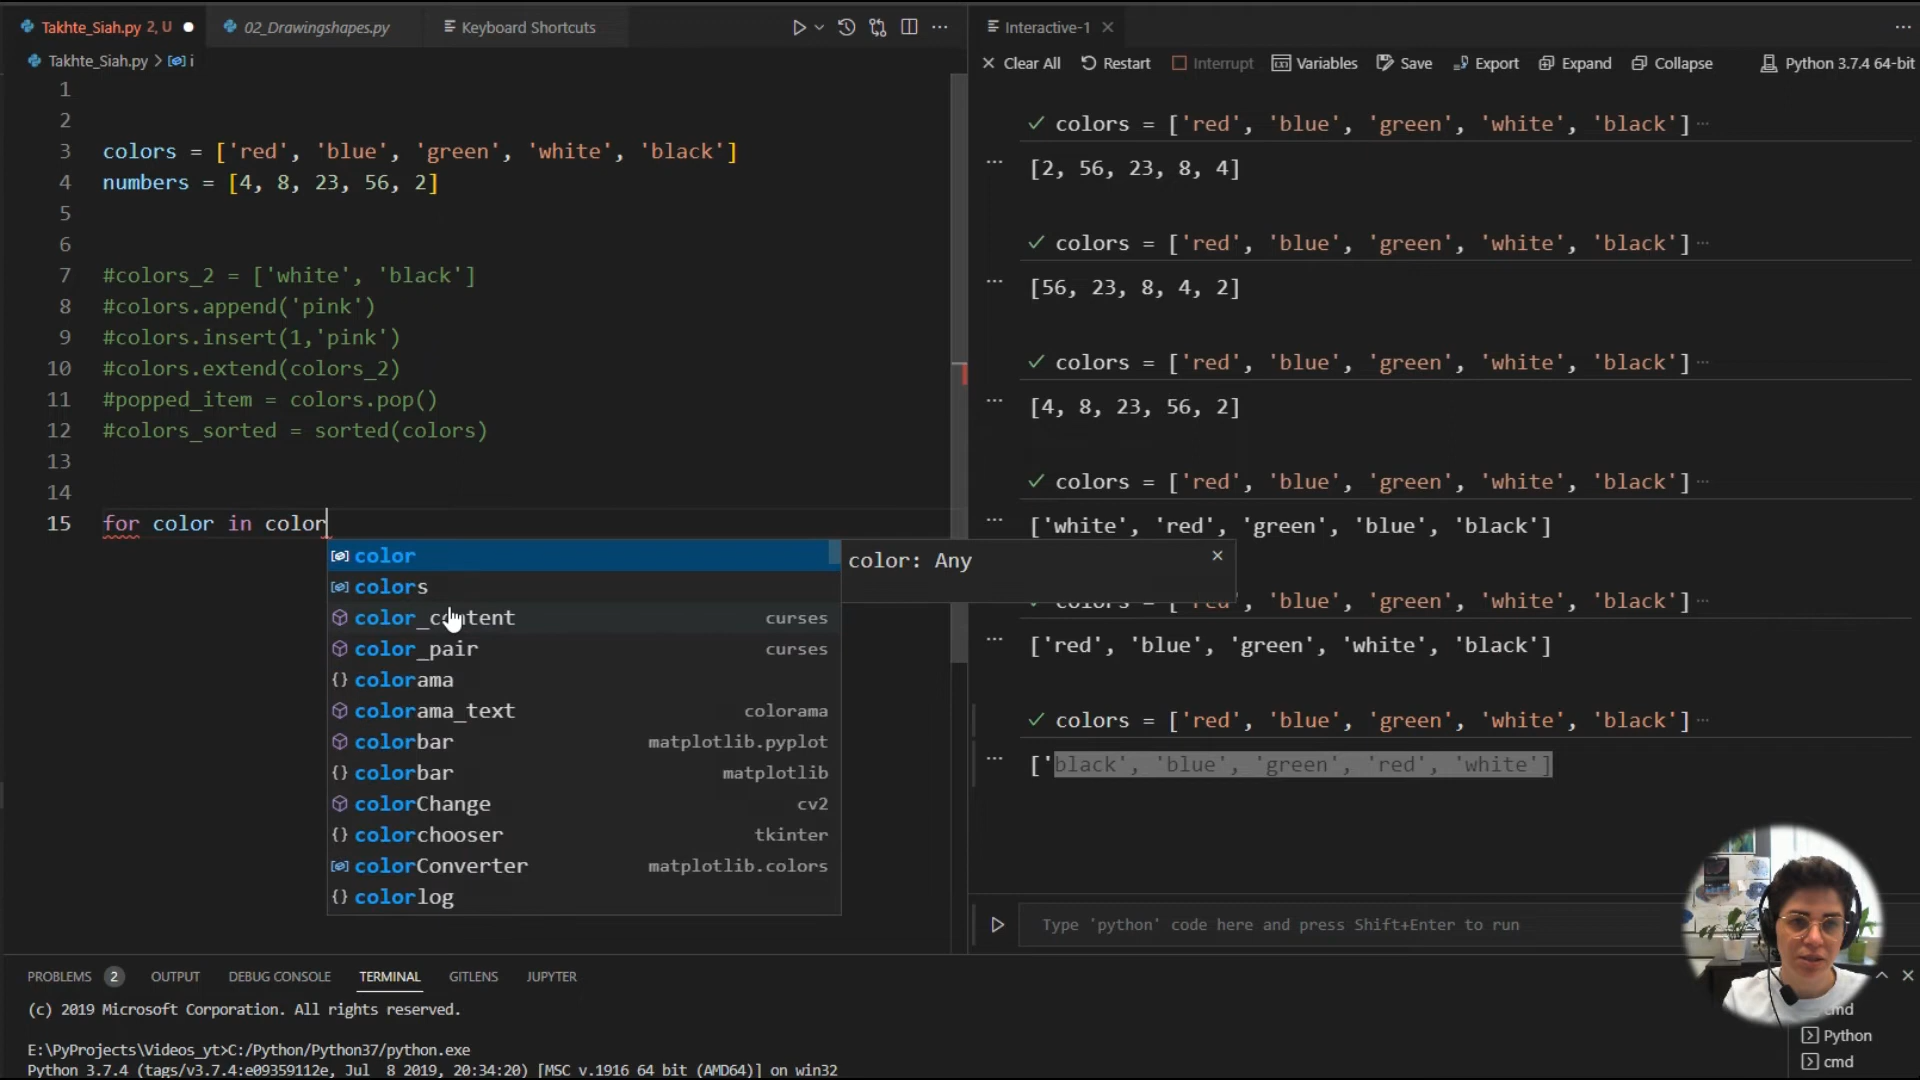 Takhte_Siah.py 2, U
02_Drawingshapes.py
Keyboard Shortcuts
Takhte_Siah.py > i
1
2
3 colors = ['red', 'blue', 'green', 'white', 'black']
4 numbers = [4, 8, 23, 56, 2]
5
6
7 #colors_2 = ['white', 'black']
8 #colors.append('pink')
9 #colors.insert(1,'pink')
10 #colors.extend(colors_2)
11 #popped_item = colors.pop()
12 #colors_sorted = sorted(colors)
13
14
15 for color in color
color
colors
color_content curses
color_pair curses
colorama
colorama_text colorama
colorbar matplotlib.pyplot
colorbar matplotlib
colorChange cv2
colorchooser tkinter
colorConverter matplotlib.colors
colorlog
color: Any
Interactive-1
Clear All Restart Interrupt Variables Save Export Expand Collapse Python 3.7.4 64-bit
colors = ['red', 'blue', 'green', 'white', 'black']
[2, 56, 23, 8, 4]
colors = ['red', 'blue', 'green', 'white', 'black']
[56, 23, 8, 4, 2]
colors = ['red', 'blue', 'green', 'white', 'black']
[4, 8, 23, 56, 2]
colors = ['red', 'blue', 'green', 'white', 'black']
['white', 'red', 'green', 'blue', 'black']
colors = ['red', 'blue', 'green', 'white', 'black']
['red', 'blue', 'green', 'white', 'black']
colors = ['red', 'blue', 'green', 'white', 'black']
['black', 'blue', 'green', 'red', 'white']
Type 'python' code here and press Shift+Enter to run
PROBLEMS 2 OUTPUT DEBUG CONSOLE TERMINAL GITLENS JUPYTER
(c) 2019 Microsoft Corporation. All rights reserved.
E:\PyProjects\Videos_yt>C:/Python/Python37/python.exe
Python 3.7.4 (tags/v3.7.4:e09359112e, Jul 8 2019, 20:34:20) [MSC v.1916 64 bit (AMD64)] on win32
cmd
Python
cmd